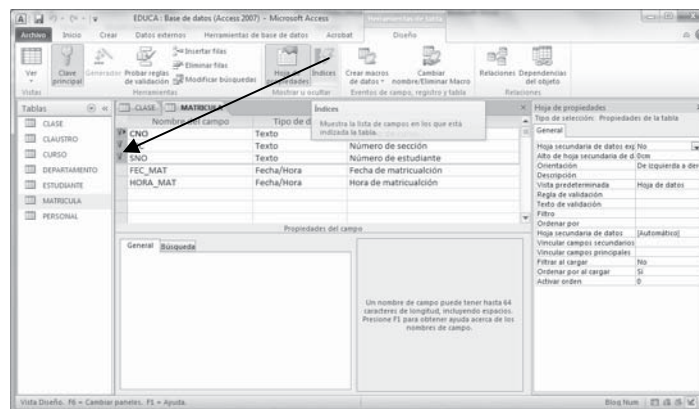 EDUCA : Base de datos (Access 2007) - Microsoft Access
Herramientas de tabla
Archivo Inicio Crear Datos externos Herramientas de base de datos Acrobat Diseño
Ver
Clave principal
Generador
Probar reglas de validación
Insertar filas
Eliminar filas
Modificar búsquedas
Hoja de propiedades
Índices
Crear macros de datos
Cambiar nombre/Eliminar Macro
Relaciones
Dependencias del objeto
Vistas Herramientas Mostrar u ocultar Eventos de campo, registro y tabla Relaciones
Tablas
CLASE
CLAUSTRO
CURSO
DEPARTAMENTO
ESTUDIANTE
MATRICULA
PERSONAL
CLASE MATRICULA
Nombre del campo Tipo de d
Índices
Muestra la lista de campos en los que está
indizada la tabla.
CNO Texto
Texto Número de sección
SNO Texto Número de estudiante
FEC_MAT Fecha/Hora Fecha de matricualción
HORA_MAT Fecha/Hora Hora de matricualción
Propiedades del campo
General Búsqueda
Un nombre de campo puede tener hasta 64
caracteres de longitud, incluyendo espacios.
Presione F1 para obtener ayuda acerca de los
nombres de campo.
Hoja de propiedades
Tipo de selección: Propiedades de la tabla
General
Hoja secundaria de datos exp No
Alto de hoja secundaria de d 0cm
Orientación De izquierda a der
Descripción
Vista predeterminada Hoja de datos
Regla de validación
Texto de validación
Filtro
Ordenar por
Hoja secundaria de datos [Automático]
Vincular campos secundarios
Vincular campos principales
Filtrar al cargar No
Ordenar por al cargar Sí
Activar orden 0
Vista Diseño. F6 = Cambiar paneles. F1 = Ayuda.
Bloq Num